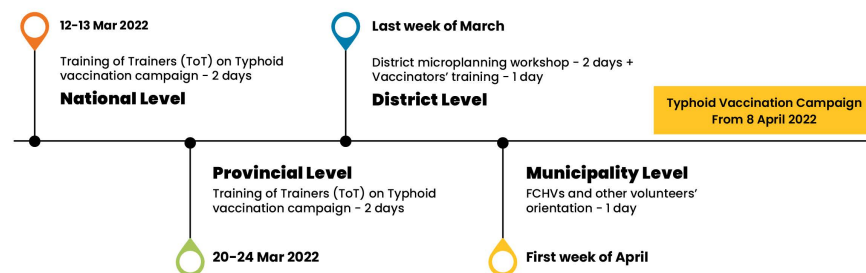 12-13 Mar 2022
Training of Trainers (ToT) on Typhoid
vaccination campaign - 2 days
National Level
Last week of March
District microplanning workshop - 2 days +
Vaccinators' training - 1 day
District Level
Typhoid Vaccination Campaign
From 8 April 2022
Provincial Level
Training of Trainers (ToT) on Typhoid
vaccination campaign - 2 days
20-24 Mar 2022
Municipality Level
FCHVs and other volunteers'
orientation - 1 day
First week of April